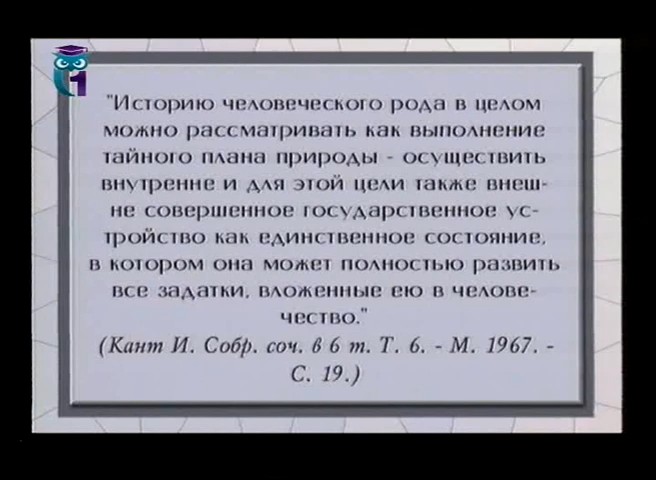 1
"Историю человеческого рода в целом
можно рассматривать как выполнение
тайного плана природы - осуществить
внутренне и для этой цели также внеш-
не совершенное государственное ус-
тройство как единственное состояние,
в котором она может полностью развить
все задатки, вложенные ею в челове-
чество."
(Кант И. Собр. соч. в 6 т. Т. 6. - М. 1967. -
С. 19.)